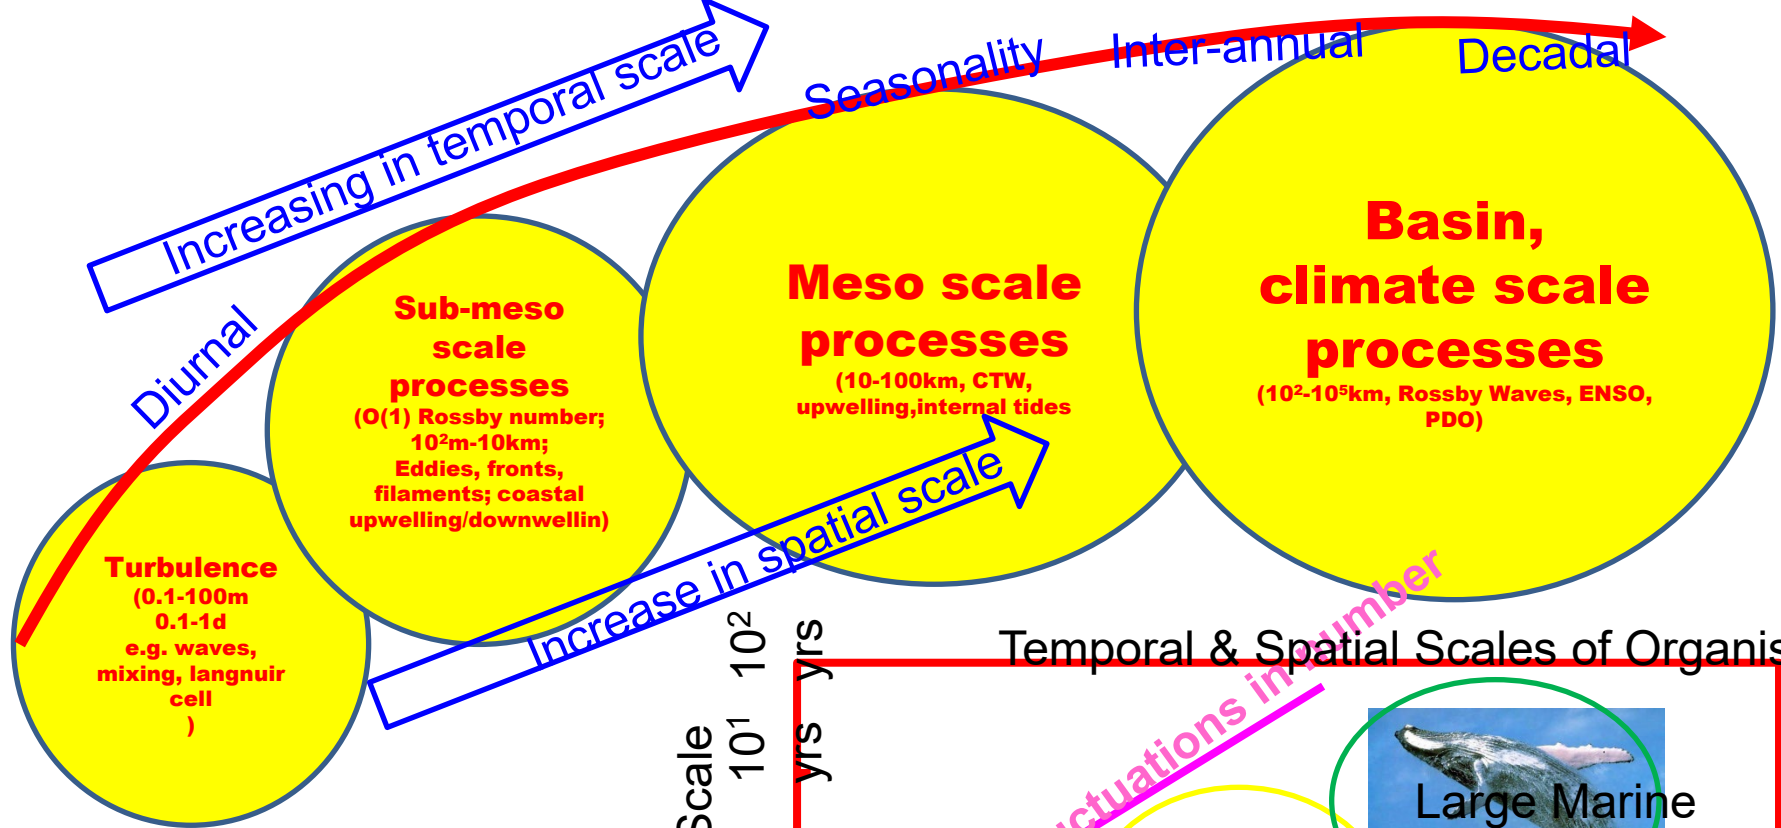 Increasing in temporal scale
Diurnal
Seasonality
Inter-annual
Decadal
Turbulence
(0.1-100m
0.1-1d
e.g. waves,
mixing, langnuir
cell
)
Sub-meso
scale
processes
(O(1) Rossby number;
10²m-10km;
Eddies, fronts,
filaments; coastal
upwelling/downwellin)
Meso scale
processes
(10-100km, CTW,
upwelling,internal tides
Basin,
climate scale
processes
(10²-10⁵km, Rossby Waves, ENSO,
PDO)
Increase in spatial scale
Temporal & Spatial Scales of Organis
10² yrs
10¹ yrs
Scale
uctuations in number
Large Marine